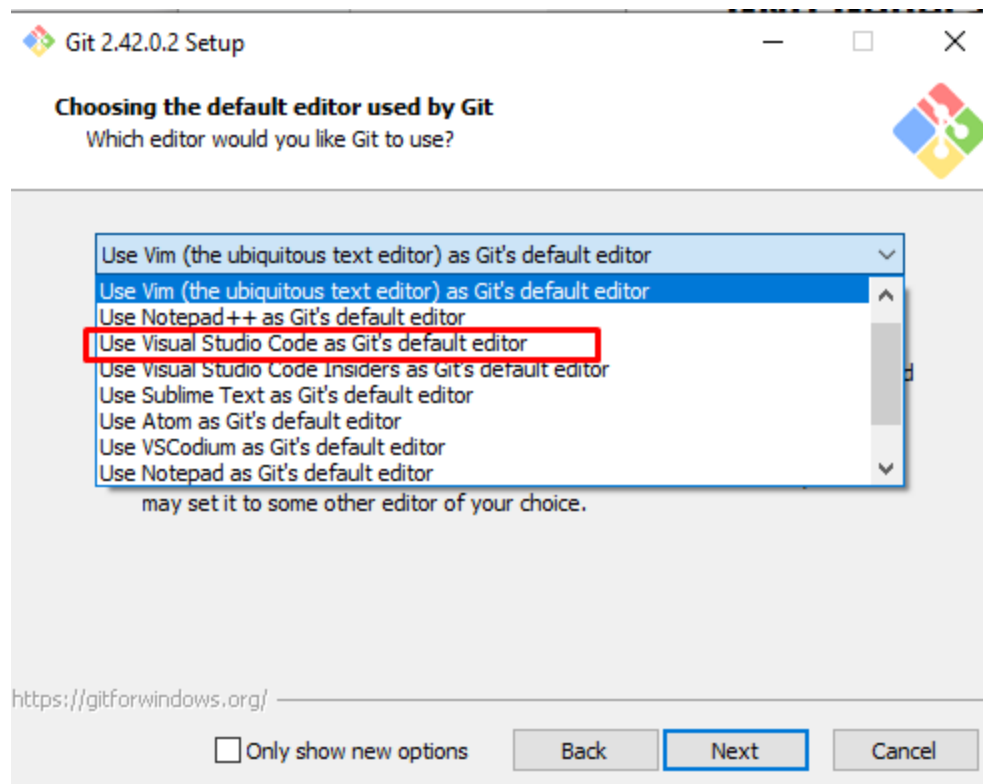 Git 2.42.0.2 Setup
Choosing the default editor used by Git
Which editor would you like Git to use?
Use Vim (the ubiquitous text editor) as Git's default editor
Use Vim (the ubiquitous text editor) as Git's default editor
Use Notepad++ as Git's default editor
Use Visual Studio Code as Git's default editor
Use Visual Studio Code Insiders as Git's default editor
Use Sublime Text as Git's default editor
Use Atom as Git's default editor
Use VSCodium as Git's default editor
Use Notepad as Git's default editor
may set it to some other editor of your choice.
https://gitforwindows.org/
Only show new options
Back
Next
Cancel